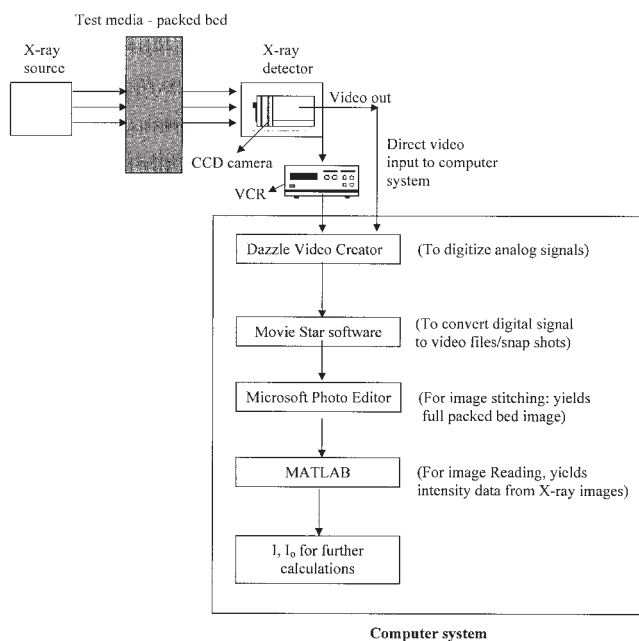 Test media - packed bed
X-ray
source
X-ray
detector
Video out
CCD camera
VCR
Direct video
input to computer
system
Dazzle Video Creator
(To digitize analog signals)
Movie Star software
(To convert digital signal
to video files/snap shots)
Microsoft Photo Editor
(For image stitching: yields
full packed bed image)
MATLAB
(For image Reading, yields
intensity data from X-ray images)
I, Iₒ for further
calculations
Computer system